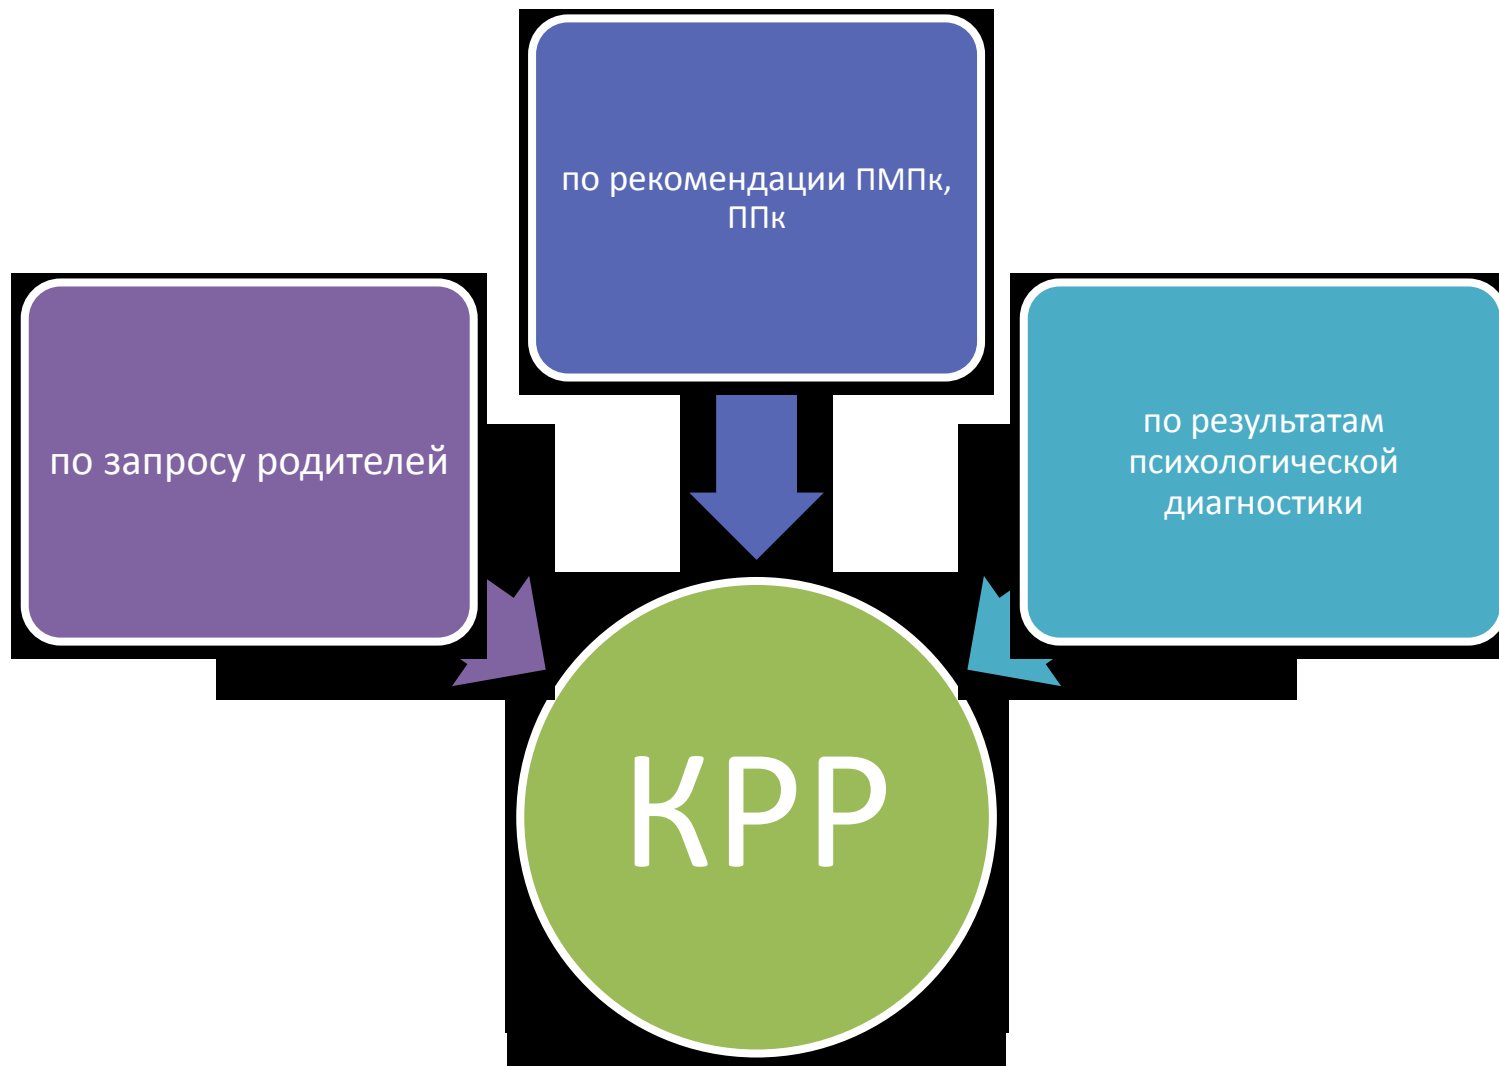 по рекомендации ПМПк,
ППк
по запросу родителей
по результатам
психологической
диагностики
КРР